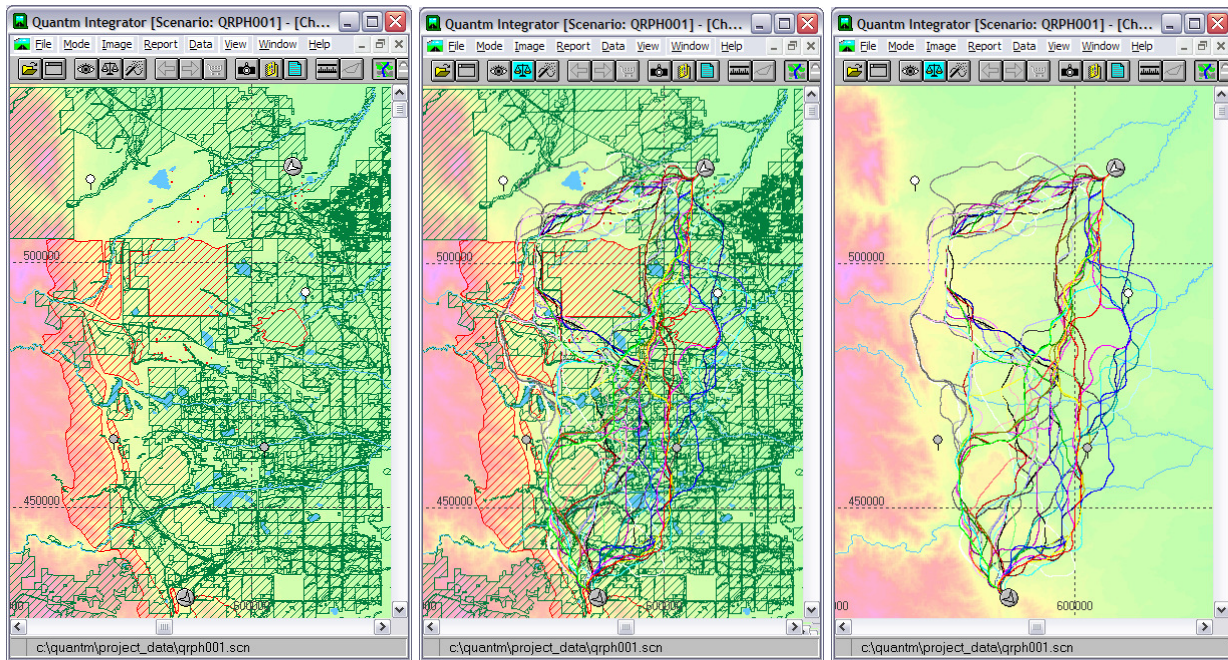 Quantm Integrator [Scenario: QRPH001] - [Ch...
File Mode Image Report Data View Window Help
500000
450000
00
600000
c:\quantm\project_data\qrph001.scn
Quantm Integrator [Scenario: QRPH001] - [Ch...
File Mode Image Report Data View Window Help
500000
450000
00
600000
c:\quantm\project_data\qrph001.scn
Quantm Integrator [Scenario: QRPH001] - [Ch...
File Mode Image Report Data View Window Help
500000
450000
00
600000
c:\quantm\project_data\qrph001.scn